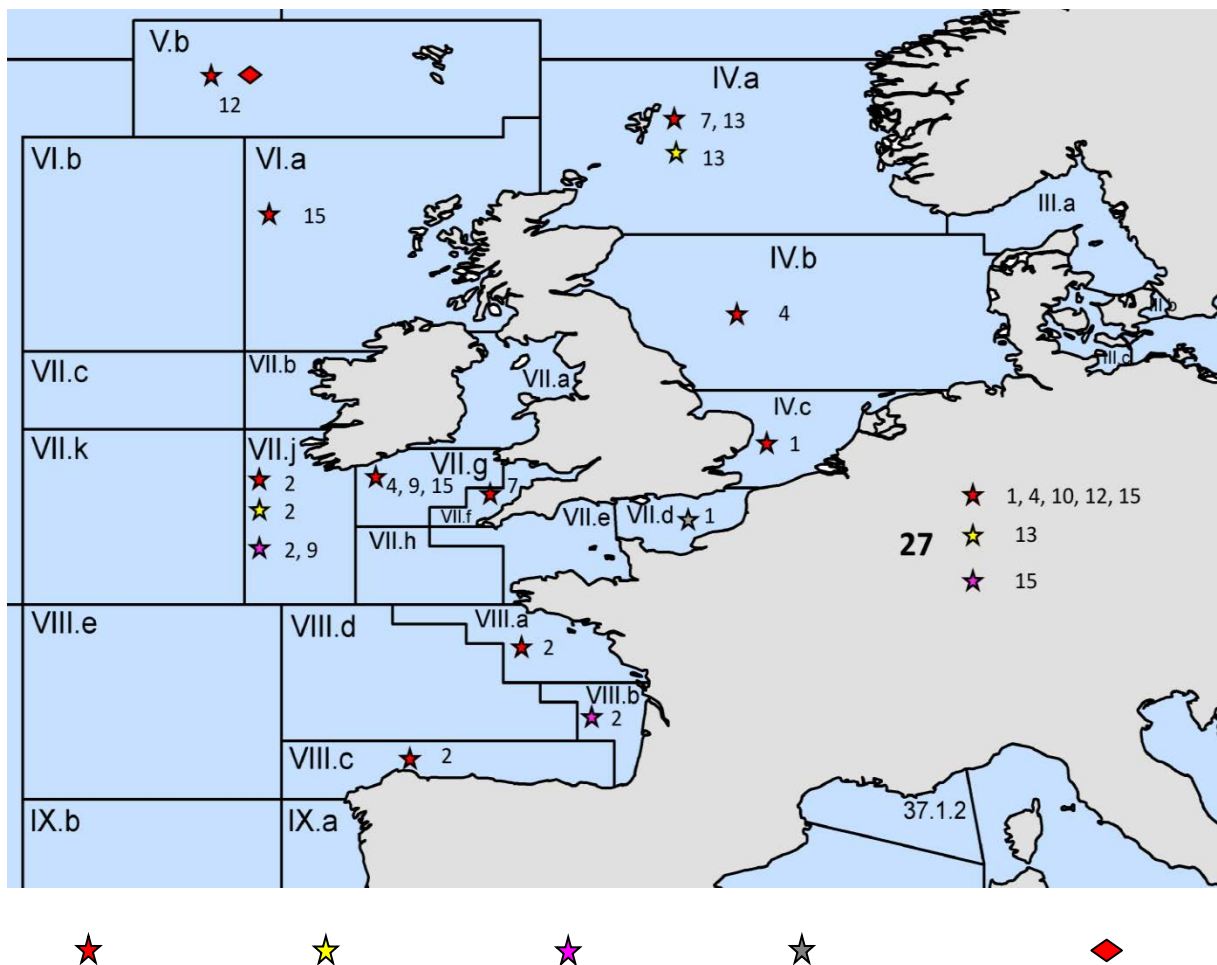 V.b
12
IV.a
7, 13
13
VI.b
VI.a
15
III.a
IV.b
4
III.b
III.c
VII.c
VII.b
VII.a
IV.c
1
VII.k
VII.j
2
2
2, 9
VII.g
4, 9, 15
7
VII.f
VII.e
VII.d
1
VII.h
27
1, 4, 10, 12, 15
13
15
VIII.e
VIII.d
VIII.a
2
VIII.b
2
VIII.c
2
IX.b
IX.a
37.1.2